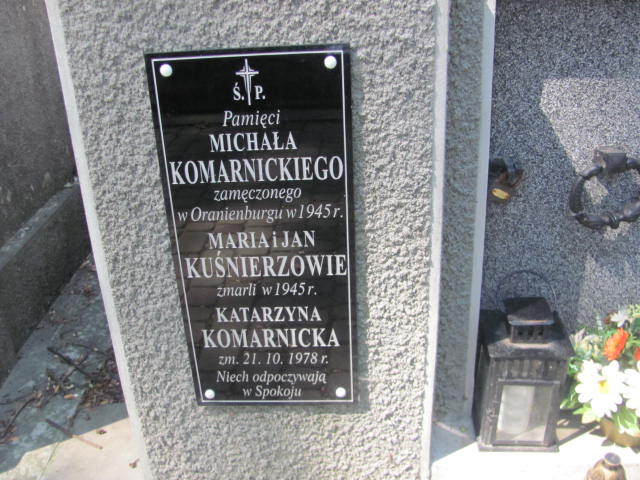 Ś. P.
Pamięci
MICHAŁA
KOMARNICKIEGO
zamęczonego
w Oranienburgu w 1945 r.
MARIA i JAN
KUŚNIERZOWIE
zmarli w 1945 r.
KATARZYNA
KOMARNICKA
zm. 21. 10. 1978 r.
Niech odpoczywają
w Spokoju